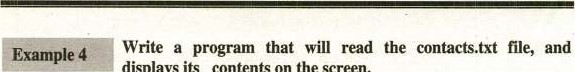 Example 4
Write a program that will read the contacts.txt file, and
displays its contents on the screen.